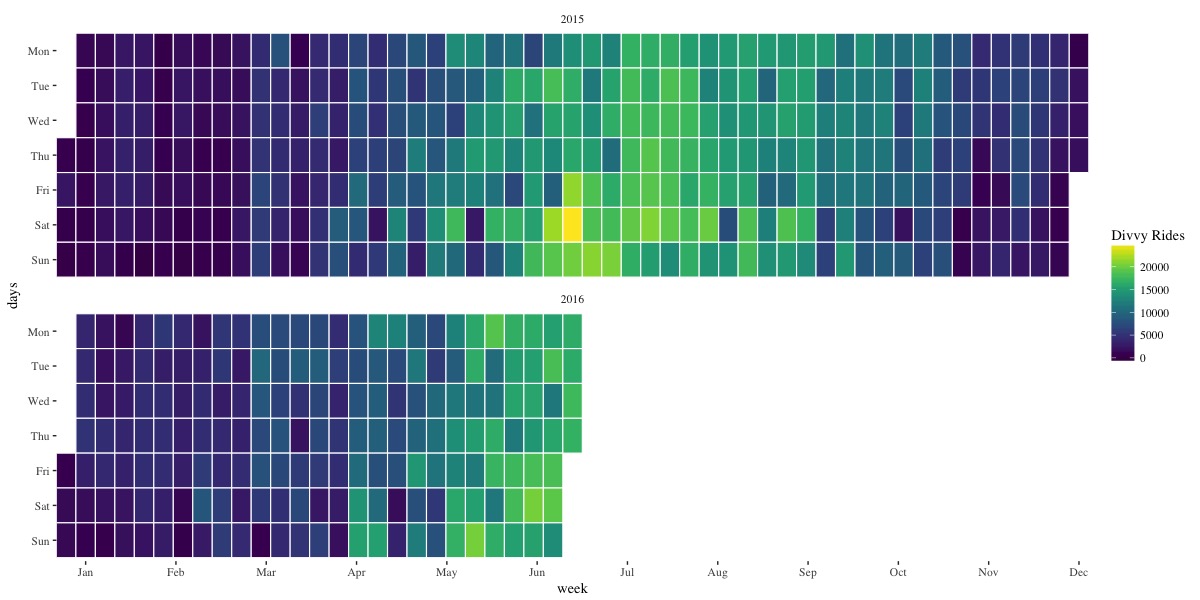 2015
Mon
Tue
Wed
Thu
Fri
Sat
Sun
days
2016
Mon
Tue
Wed
Thu
Fri
Sat
Sun
Jan Feb Mar Apr May Jun Jul Aug Sep Oct Nov Dec
week
Divvy Rides
20000
15000
10000
5000
0